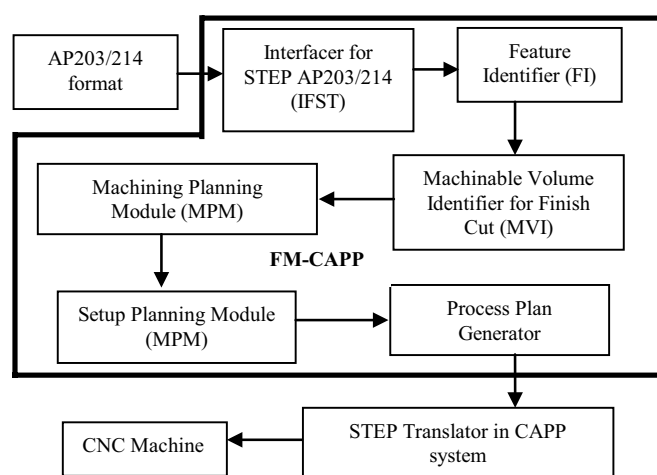 AP203/214
format
Interfacer for
STEP AP203/214
(IFST)
Feature
Identifier (FI)
Machining Planning
Module (MPM)
Machinable Volume
Identifier for Finish
Cut (MVI)
FM-CAPP
Setup Planning Module
(MPM)
Process Plan
Generator
CNC Machine
STEP Translator in CAPP
system